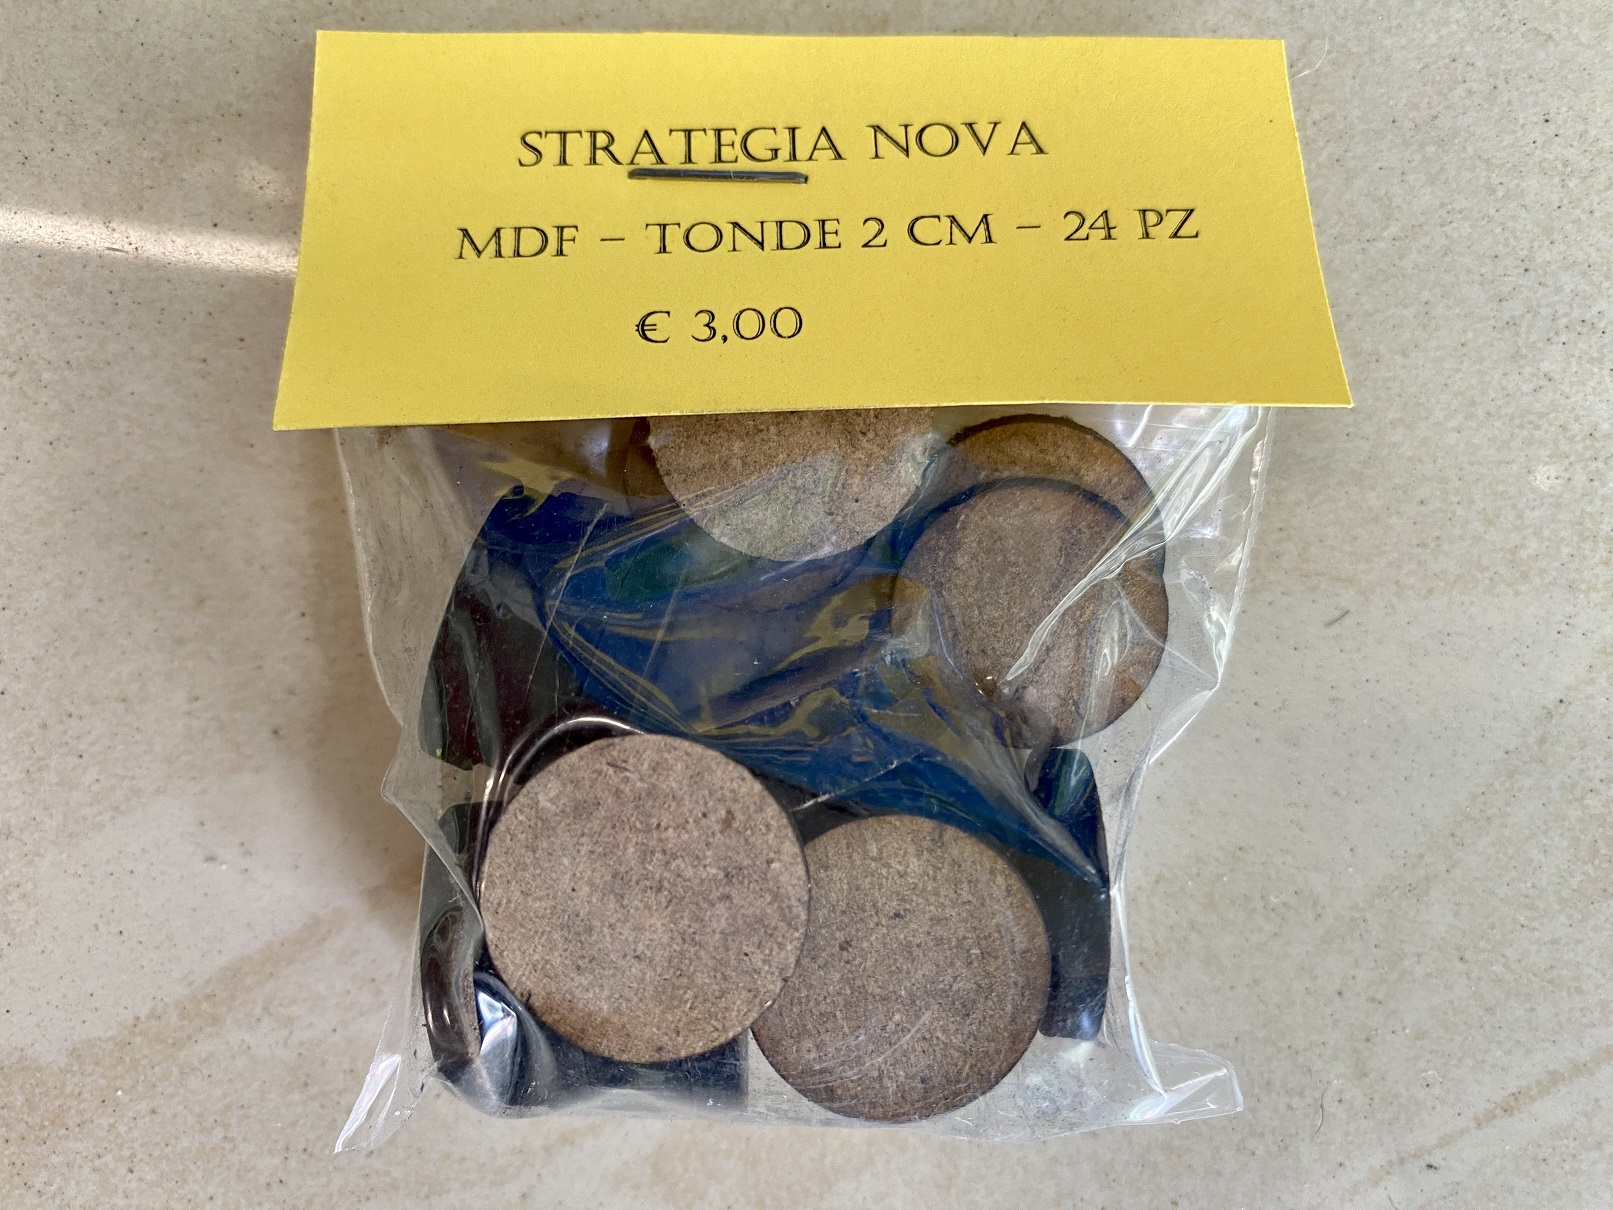 STRATEGIA NOVA
MDF – TONDE 2 CM – 24 PZ
€ 3,00